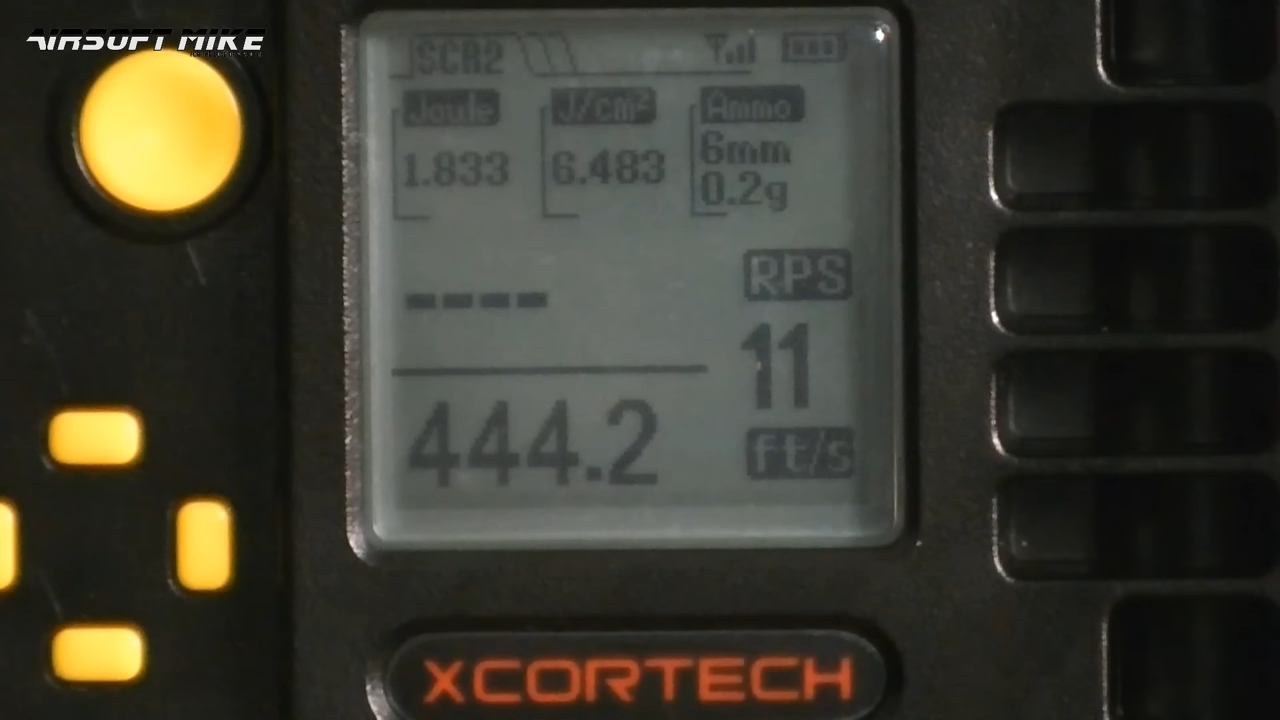 AIRSOFT MIKE
SCR2
Joule J/cm² Ammo
1.833 6.483 6mm
0.2g
RPS
----
11
444.2 ft/s
XCORTECH